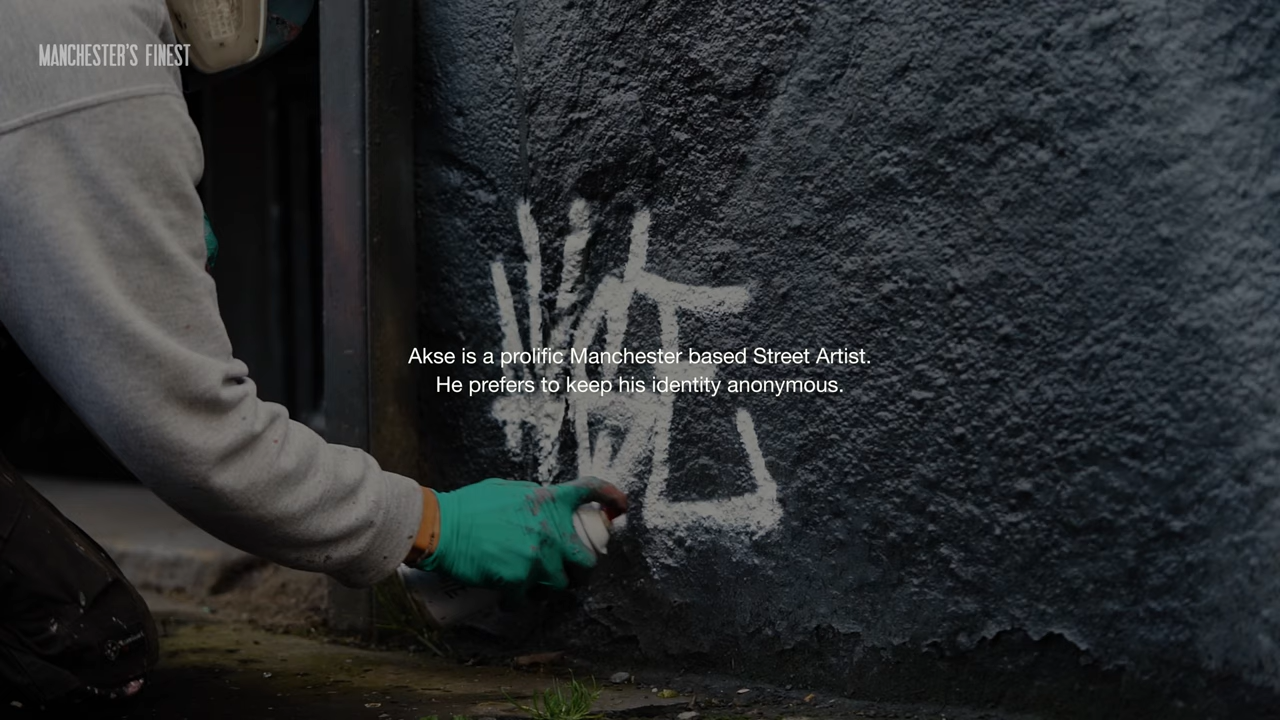 MANCHESTER'S FINEST
Akse is a prolific Manchester based Street Artist.
He prefers to keep his identity anonymous.